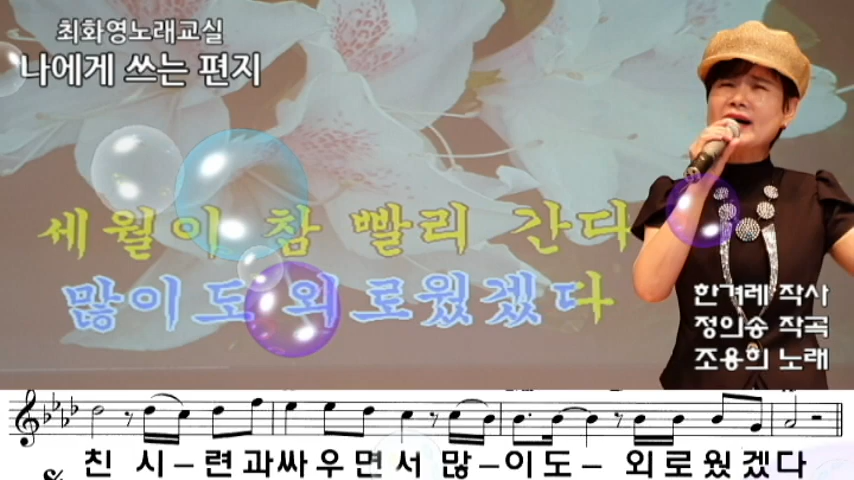 최화영노래교실
나에게 쓰는 편지
세월이 참 빨리 간다
많이도 외로웠겠다
한겨레 작사
정의송 작곡
조용희 노래
친 시–련과싸우면서 많–이도– 외로웠겠다